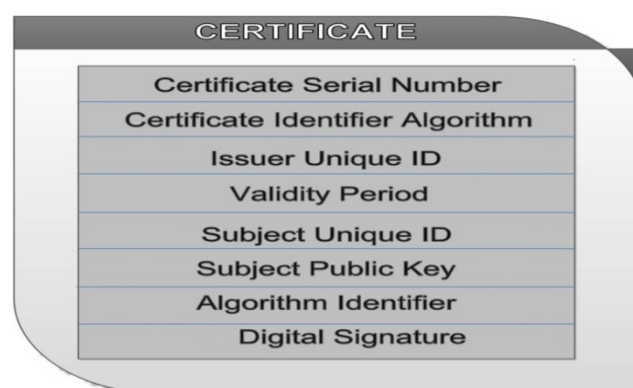 CERTIFICATE
Certificate Serial Number
Certificate Identifier Algorithm
Issuer Unique ID
Validity Period
Subject Unique ID
Subject Public Key
Algorithm Identifier
Digital Signature